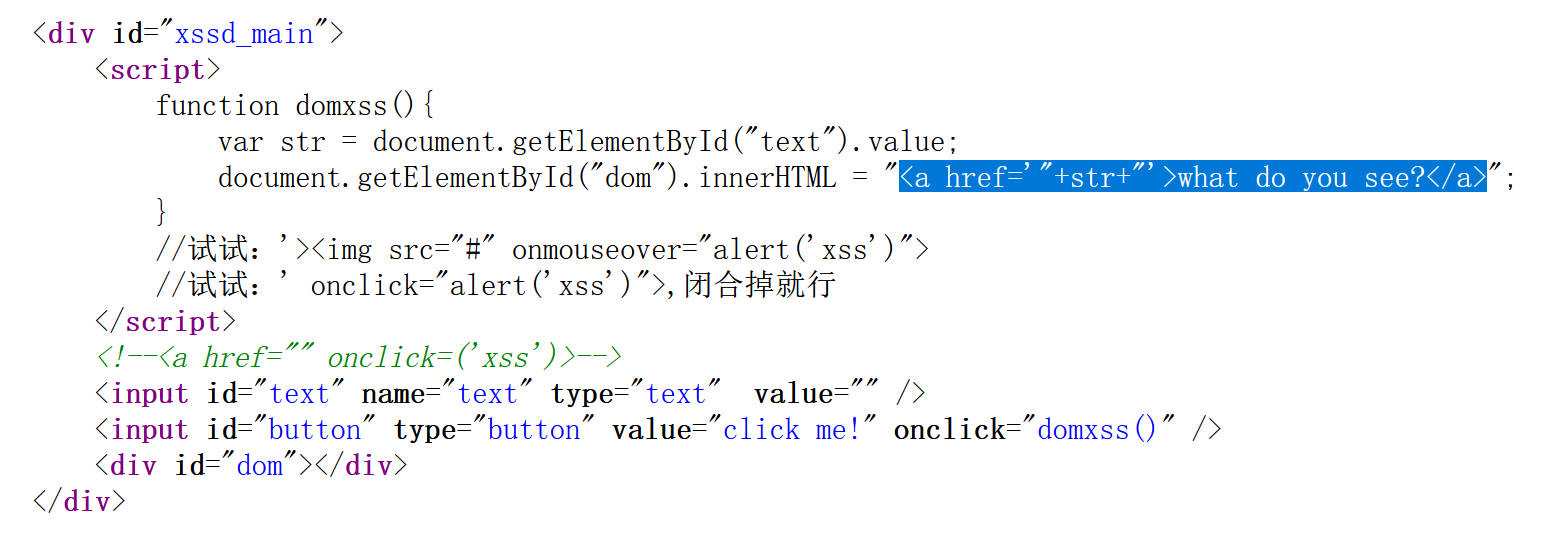 <div id="xssd_main">
    <script>
        function domxss(){
            var str = document.getElementById("text").value;
            document.getElementById("dom").innerHTML = "<a href='"+str+"'>what do you see?</a>";
        }
        //试试：'><img src="#" onmouseover="alert('xss')">
        //试试：' onclick="alert('xss')">,闭合掉就行
    </script>
    <!--<a href="" onclick=('xss')>-->
    <input id="text" name="text" type="text"  value="" />
    <input id="button" type="button" value="click me!" onclick="domxss()" />
    <div id="dom"></div>
</div>